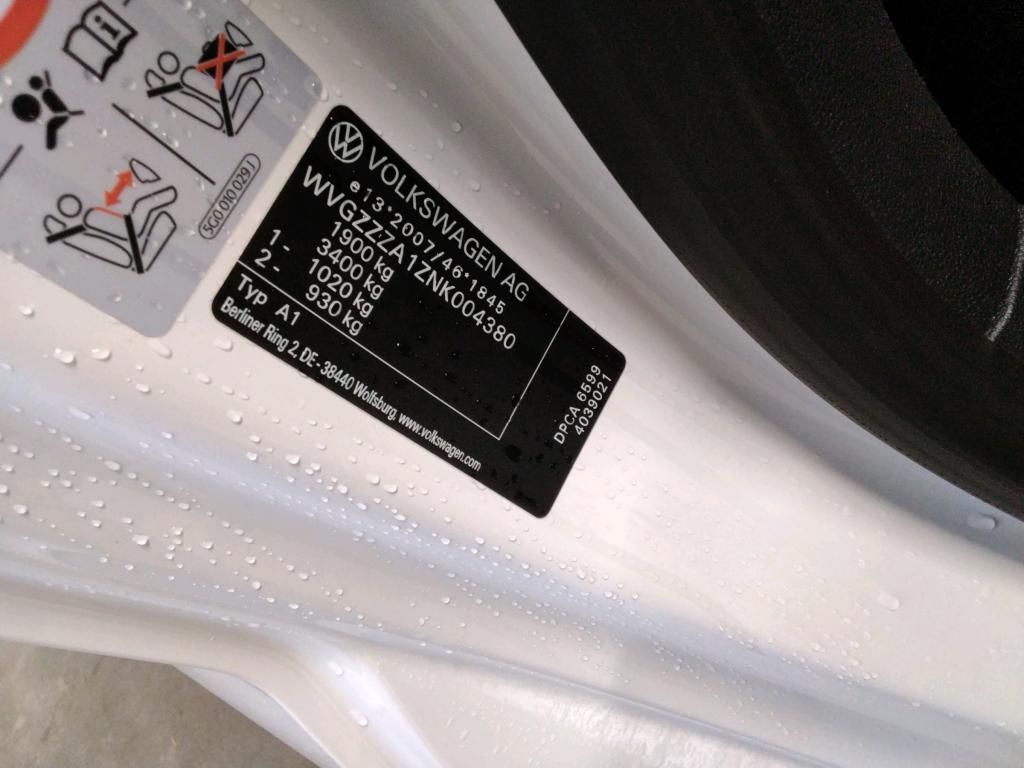 5G0 010 029 J
VOLKSWAGEN AG
e13*2007/46*1845
WVGZZZA1ZNK004380
1900 kg
3400 kg
1 - 1020 kg
2 - 930 kg
Typ A1
Berliner Ring 2, DE-38440 Wolfsburg, www.volkswagen.com
DPCA 6599
4039021